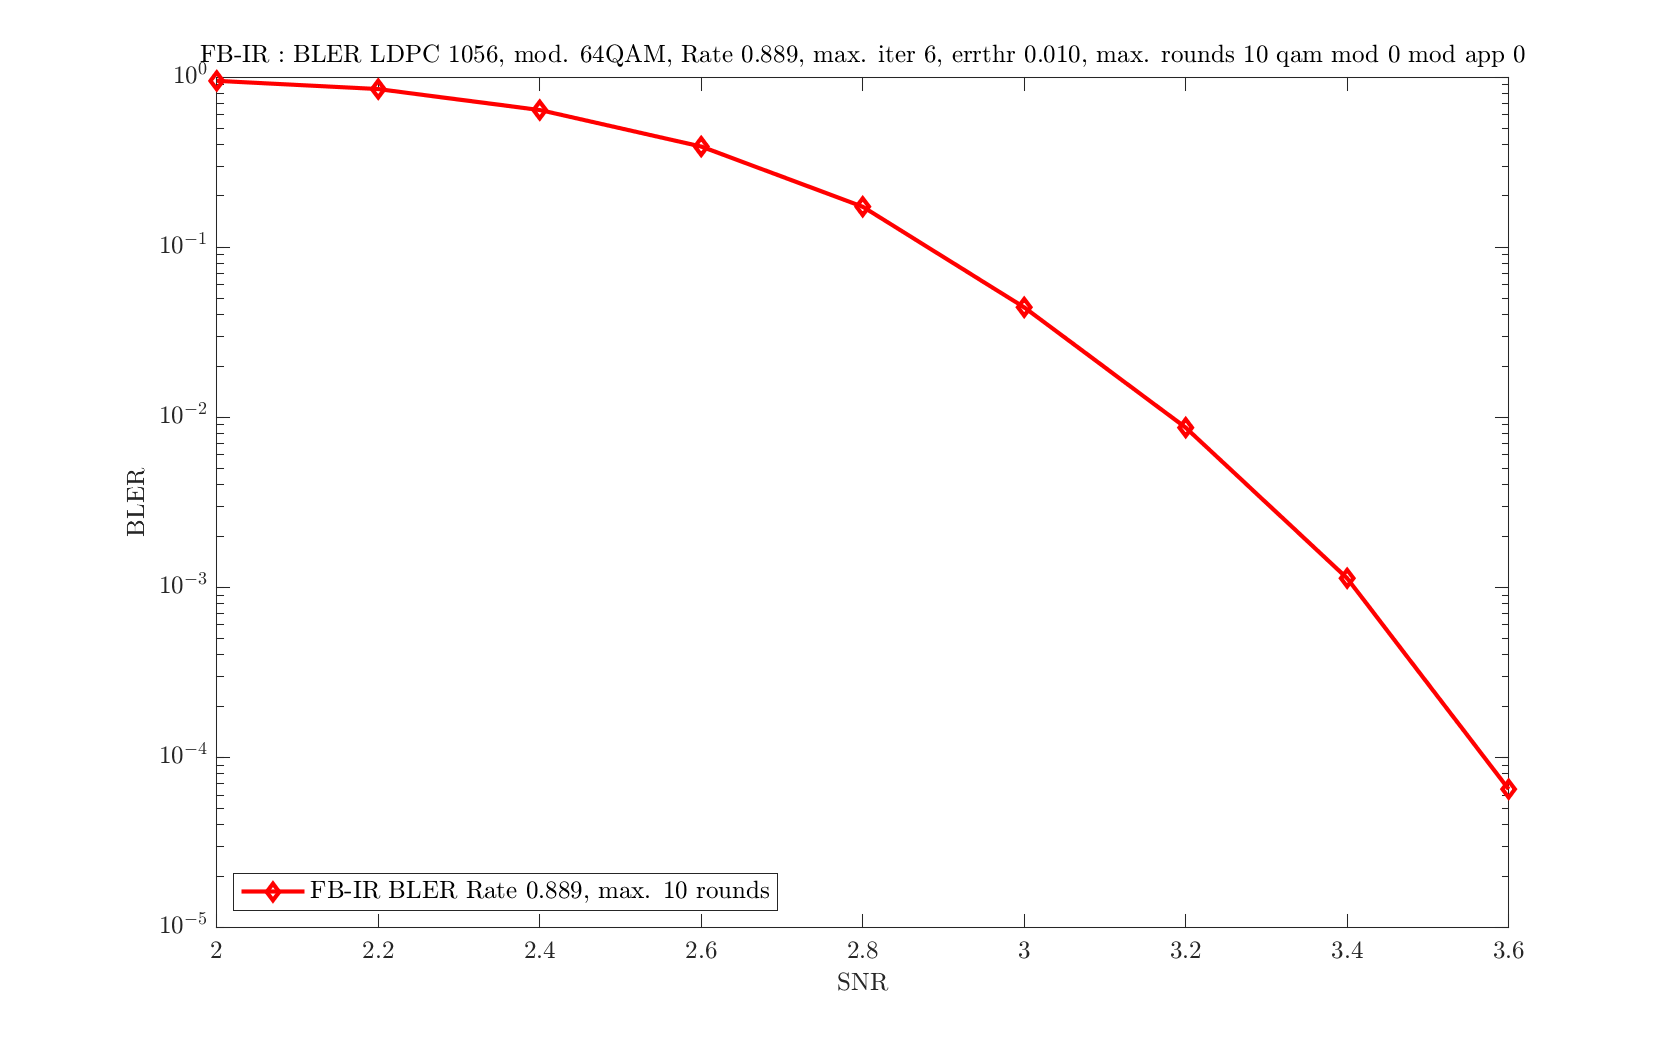 FB-IR : BLER LDPC 1056, mod. 64QAM, Rate 0.889, max. iter 6, errthr 0.010, max. rounds 10 qam mod 0 mod app 0
10^0
10^−1
10^−2
10^−3
10^−4
10^−5
BLER
FB-IR BLER Rate 0.889, max. 10 rounds
2 2.2 2.4 2.6 2.8 3 3.2 3.4 3.6
SNR